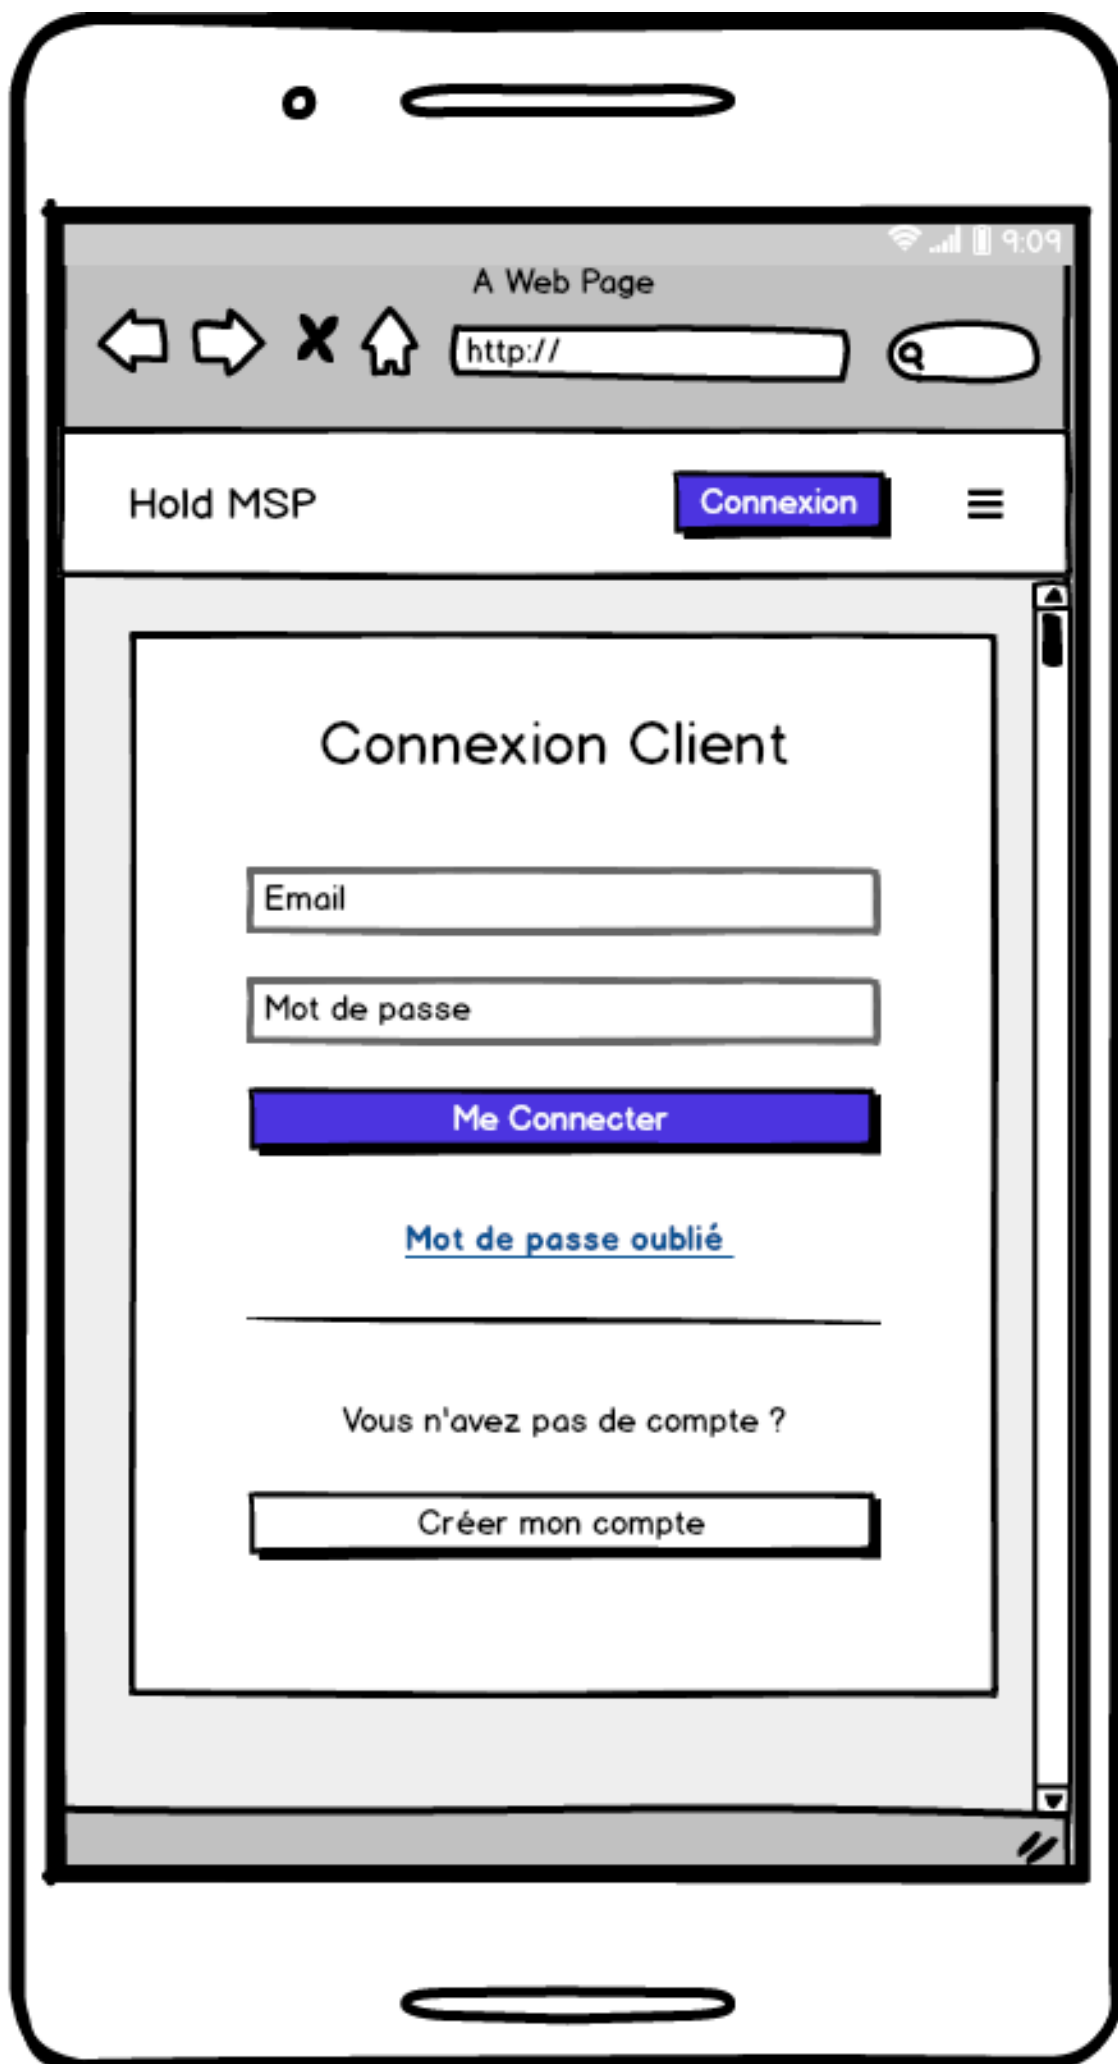 9:09
A Web Page
http://
Hold MSP
Connexion
Connexion Client
Email
Mot de passe
Me Connecter
Mot de passe oublié
Vous n'avez pas de compte ?
Créer mon compte